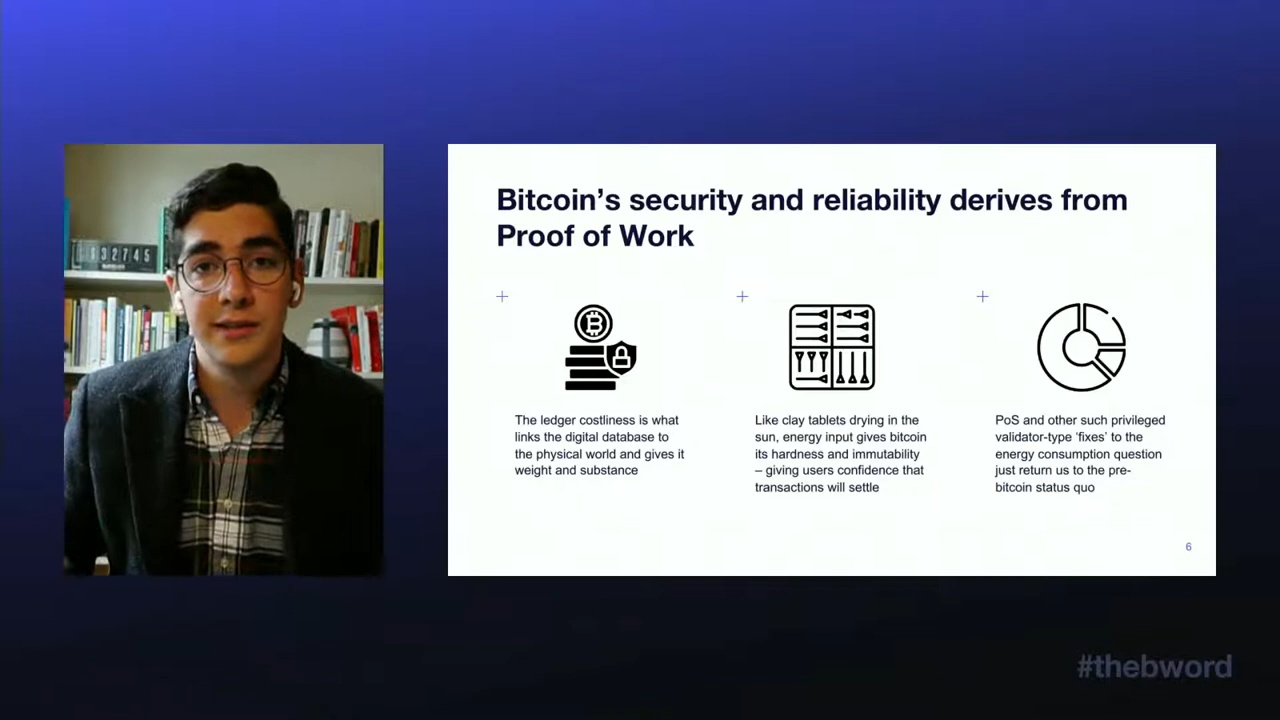 Bitcoin’s security and reliability derives from
Proof of Work
The ledger costliness is what
links the digital database to
the physical world and gives it
weight and substance
Like clay tablets drying in the
sun, energy input gives bitcoin
its hardness and immutability
– giving users confidence that
transactions will settle
PoS and other such privileged
validator-type ‘fixes’ to the
energy consumption question
just return us to the pre-
bitcoin status quo
6
#thebword